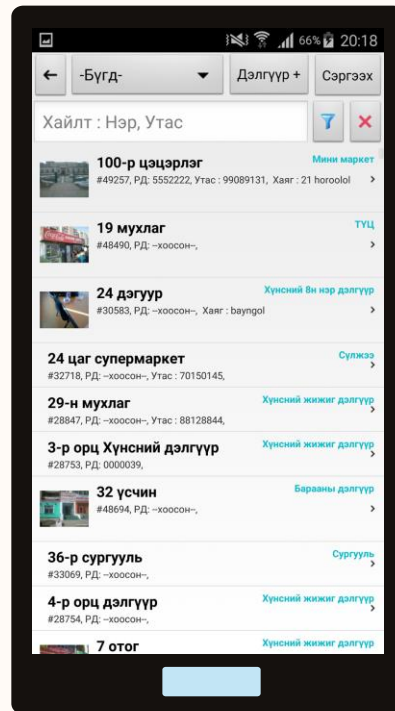 66% 20:18
-Бүгд- Дэлгүүр + Сэргээх
Хайлт : Нэр, Утас
100-р цэцэрлэг Мини маркет
#49257, РД: 5552222, Утас : 99089131, Хаяг : 21 horoolol
19 мухлаг ТҮЦ
#48490, РД: --хоосон--,
24 дэгуур Хүнсний 8н нэр дэлгүүр
#30583, РД: --хоосон--, Хаяг : bayngol
24 цаг супермаркет Сүлжээ
#32718, РД: --хоосон--, Утас : 70150145,
29-н мухлаг Хүнсний жижиг дэлгүүр
#28847, РД: --хоосон--, Утас : 88128844,
3-р орц Хүнсний дэлгүүр Хүнсний жижиг дэлгүүр
#28753, РД: 0000039,
32 үсчин Барааны дэлгүүр
#48694, РД: --хоосон--,
36-р сургууль Сургууль
#33069, РД: --хоосон--,
4-р орц дэлгүүр Хүнсний жижиг дэлгүүр
#28754, РД: --хоосон--,
7 отог Хүнсний жижиг дэлгүүр